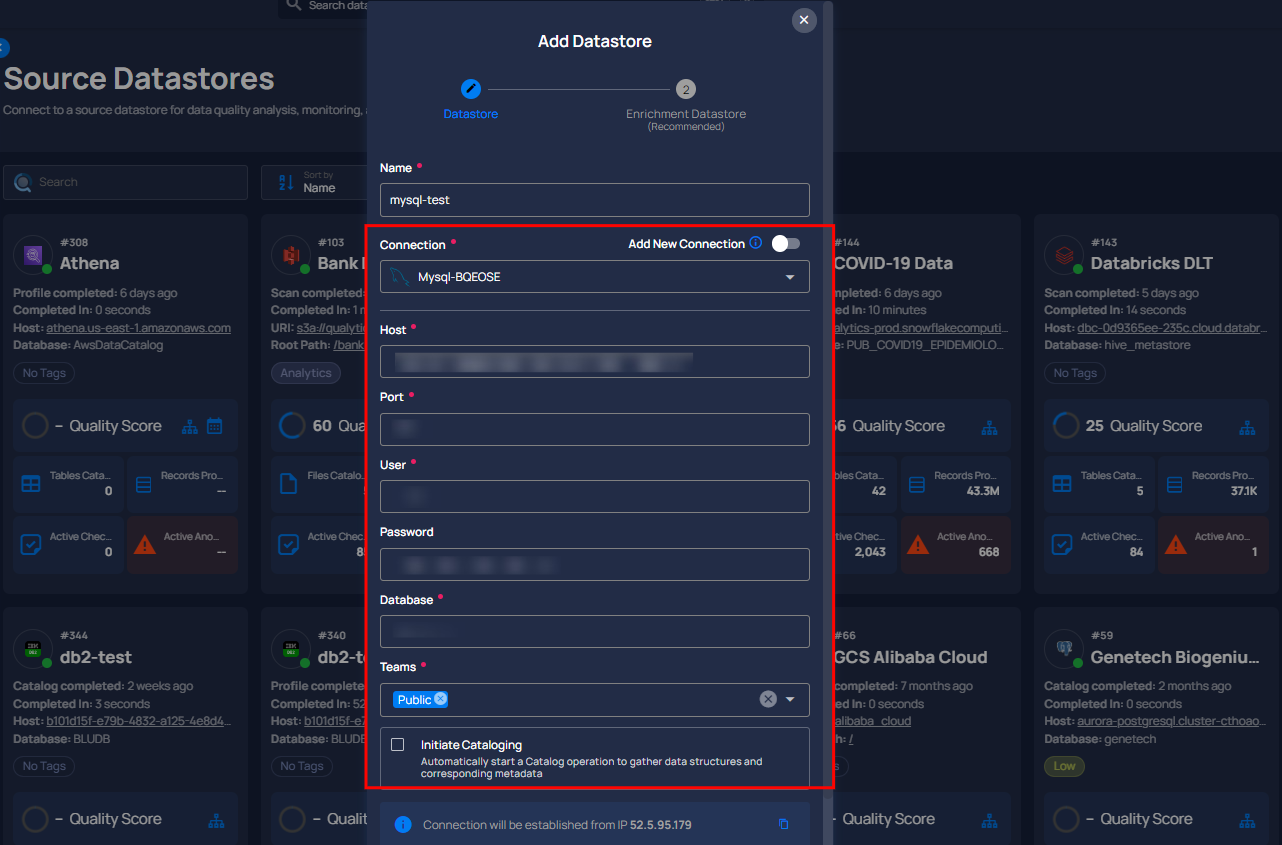 Search data
Add Datastore
2
Datastore
Enrichment Datastore
(Recommended)
Source Datastores
Connect to a source datastore for data quality analysis, monitoring,
Search
Sort by
Name
Name *
mysql-test
Connection *
Add New Connection
Mysql-BQEOSE
Host *
Port *
User *
Password
Database *
Teams *
Public
Initiate Cataloging
Automatically start a Catalog operation to gather data structures and
corresponding metadata
Connection will be established from IP 52.5.95.179
#308
Athena
Profile completed: 6 days ago
Completed In: 0 seconds
Host: athena.us-east-1.amazonaws.com
Database: AwsDataCatalog
No Tags
– Quality Score
Tables Cata...
0
Records Pro...
--
Active Chec...
0
Active Ano...
--
#103
Bank
Scan completed:
Completed In: 1
URI: s3a://qualytic
Root Path: /bank
Analytics
60 Qua
Files Catalo
Active Chec
#144
COVID-19 Data
mpleted: 6 days ago
ed In: 10 minutes
alytics-prod.snowflakecomputi...
e: PUB_COVID19_EPIDEMIOLO...
56 Quality Score
bles Cata...
42
Records Pro...
43.3M
tive Chec...
2,043
Active Ano...
668
#143
Databricks DLT
Scan completed: 5 days ago
Completed In: 14 seconds
Host: dbc-0d9365ee-235c.cloud.databr...
Database: hive_metastore
No Tags
25 Quality Score
Tables Cata...
5
Records Pro...
37.1K
Active Chec...
84
Active Ano...
1
#344
db2-test
Catalog completed: 2 weeks ago
Completed In: 3 seconds
Host: b101d15f-e79b-4832-a125-4e8d4...
Database: BLUDB
No Tags
– Quality Score
#340
db2-t
Profile completed:
Completed In: 52
Host: b101d15f-e7
Database: BLUDB
No Tags
– Qualit
#66
GCS Alibaba Cloud
completed: 7 months ago
ed In: 0 seconds
alibaba_cloud
h: /
Quality Score
#59
Genetech Biogeniu...
Catalog completed: 2 months ago
Completed In: 0 seconds
Host: aurora-postgresql.cluster-cthoao...
Database: genetech
Low
– Quality Score